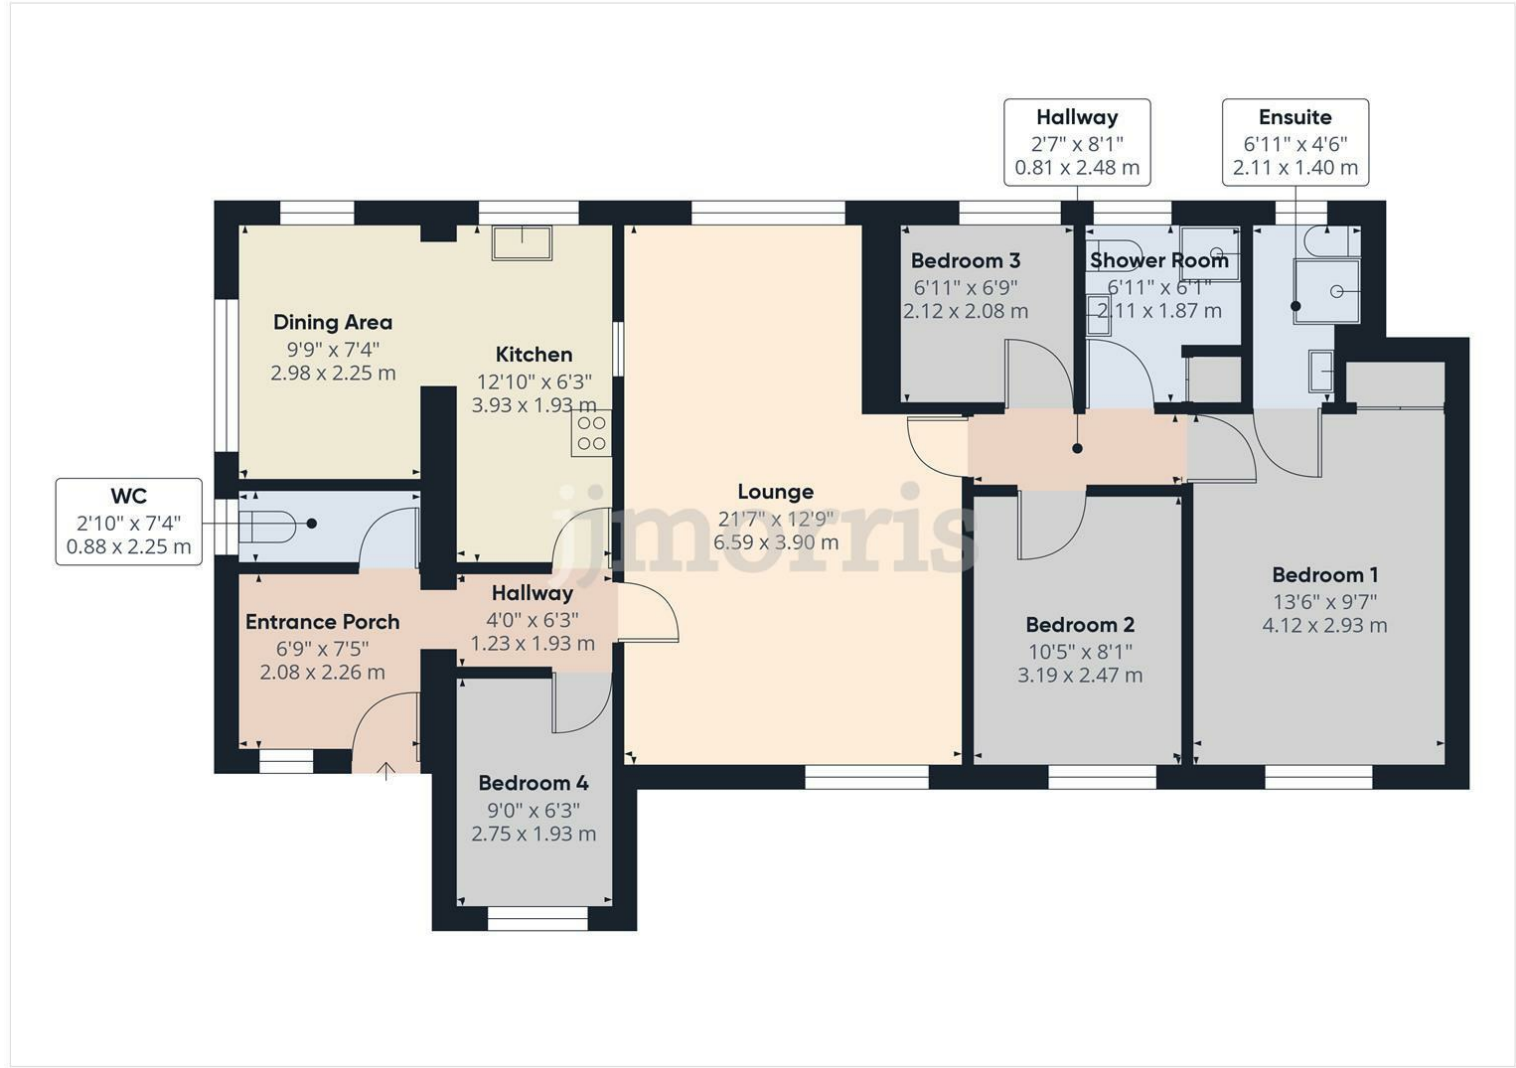 Hallway
2'7" x 8'1"
0.81 x 2.48 m
Ensuite
6'11" x 4'6"
2.11 x 1.40 m
Bedroom 3
6'11" x 6'9"
2.12 x 2.08 m
Shower Room
6'11" x 6'1"
2.11 x 1.87 m
Dining Area
9'9" x 7'4"
2.98 x 2.25 m
Kitchen
12'10" x 6'3"
3.93 x 1.93 m
WC
2'10" x 7'4"
0.88 x 2.25 m
Lounge
21'7" x 12'9"
6.59 x 3.90 m
jjmorris
Entrance Porch
6'9" x 7'5"
2.08 x 2.26 m
Hallway
4'0" x 6'3"
1.23 x 1.93 m
Bedroom 2
10'5" x 8'1"
3.19 x 2.47 m
Bedroom 1
13'6" x 9'7"
4.12 x 2.93 m
Bedroom 4
9'0" x 6'3"
2.75 x 1.93 m